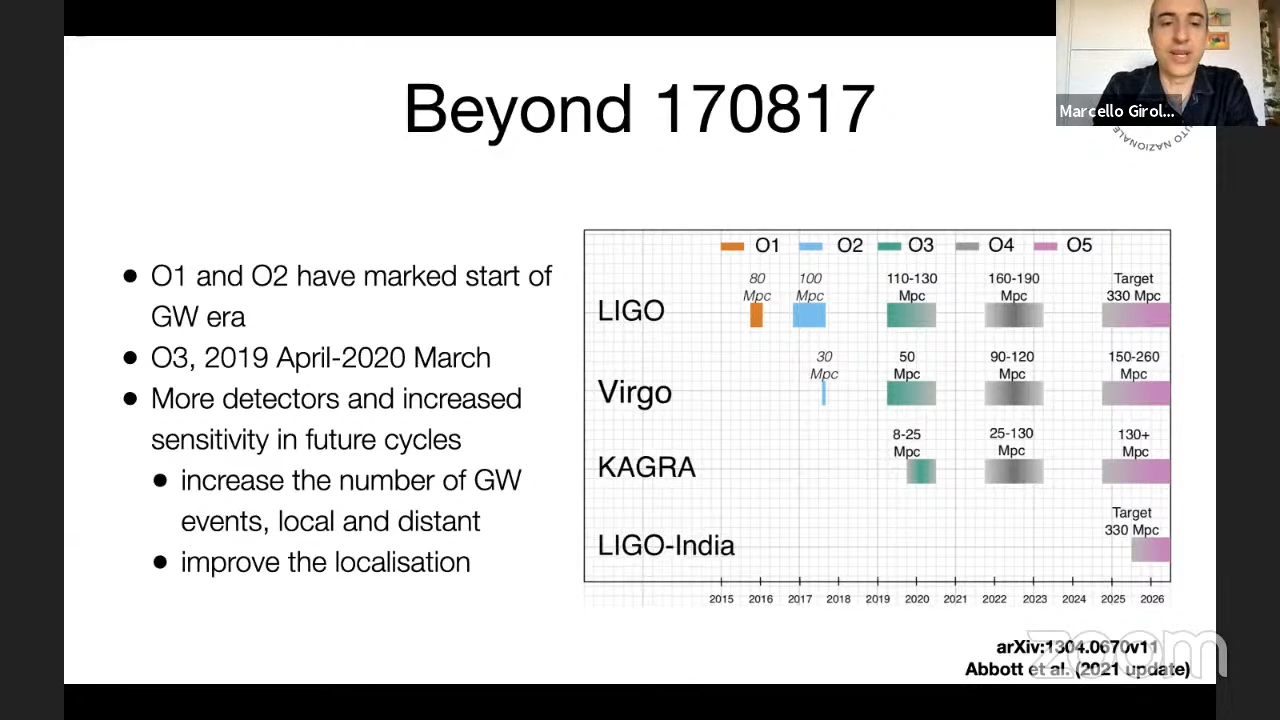 Beyond 170817
Marcello Girol...
UTO NAZIONALE
● O1 and O2 have marked start of
GW era
● O3, 2019 April-2020 March
● More detectors and increased
sensitivity in future cycles
● increase the number of GW
events, local and distant
● improve the localisation
O1 O2 O3 O4 O5
80 100 110-130 160-190 Target
Mpc Mpc Mpc Mpc 330 Mpc
LIGO
30 50 90-120 150-260
Mpc Mpc Mpc Mpc
Virgo
8-25 25-130 130+
Mpc Mpc Mpc
KAGRA
Target
330 Mpc
LIGO-India
2015 2016 2017 2018 2019 2020 2021 2022 2023 2024 2025 2026
arXiv:1304.0670v11
Abbott et al. (2021 update)
zoom